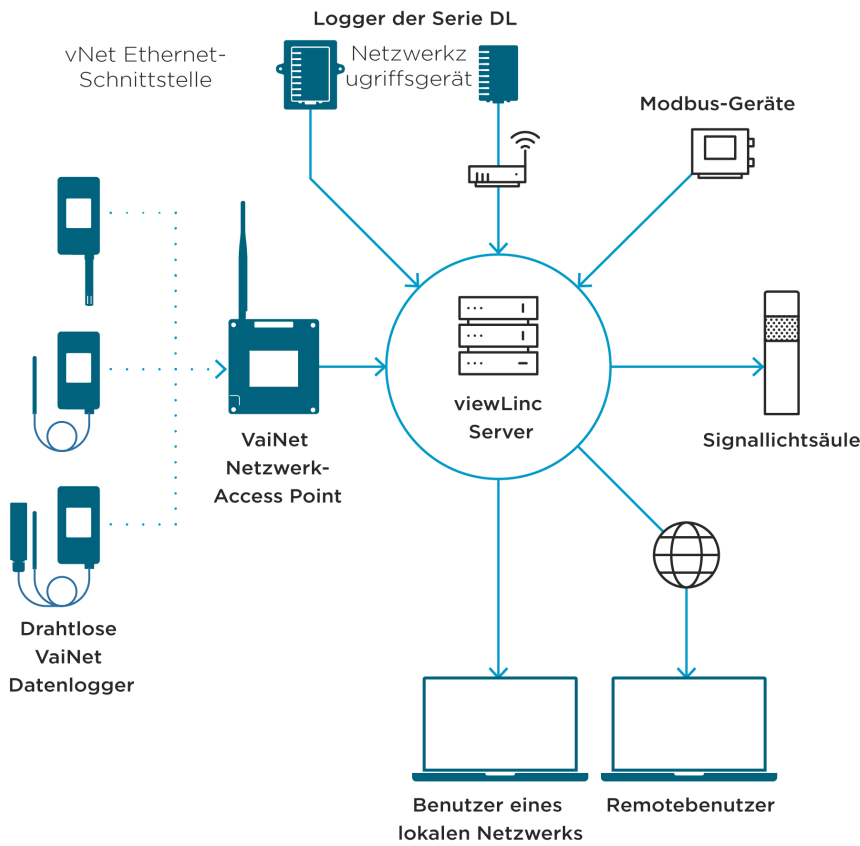 Logger der Serie DL
vNet Ethernet-
Schnittstelle
Netzwerkz
ugriffsgerät
Modbus-Geräte
viewLinc
Server
Signallichtsäule
VaiNet
Netzwerk-
Access Point
Drahtlose
VaiNet
Datenlogger
Benutzer eines
lokalen Netzwerks
Remotebenutzer